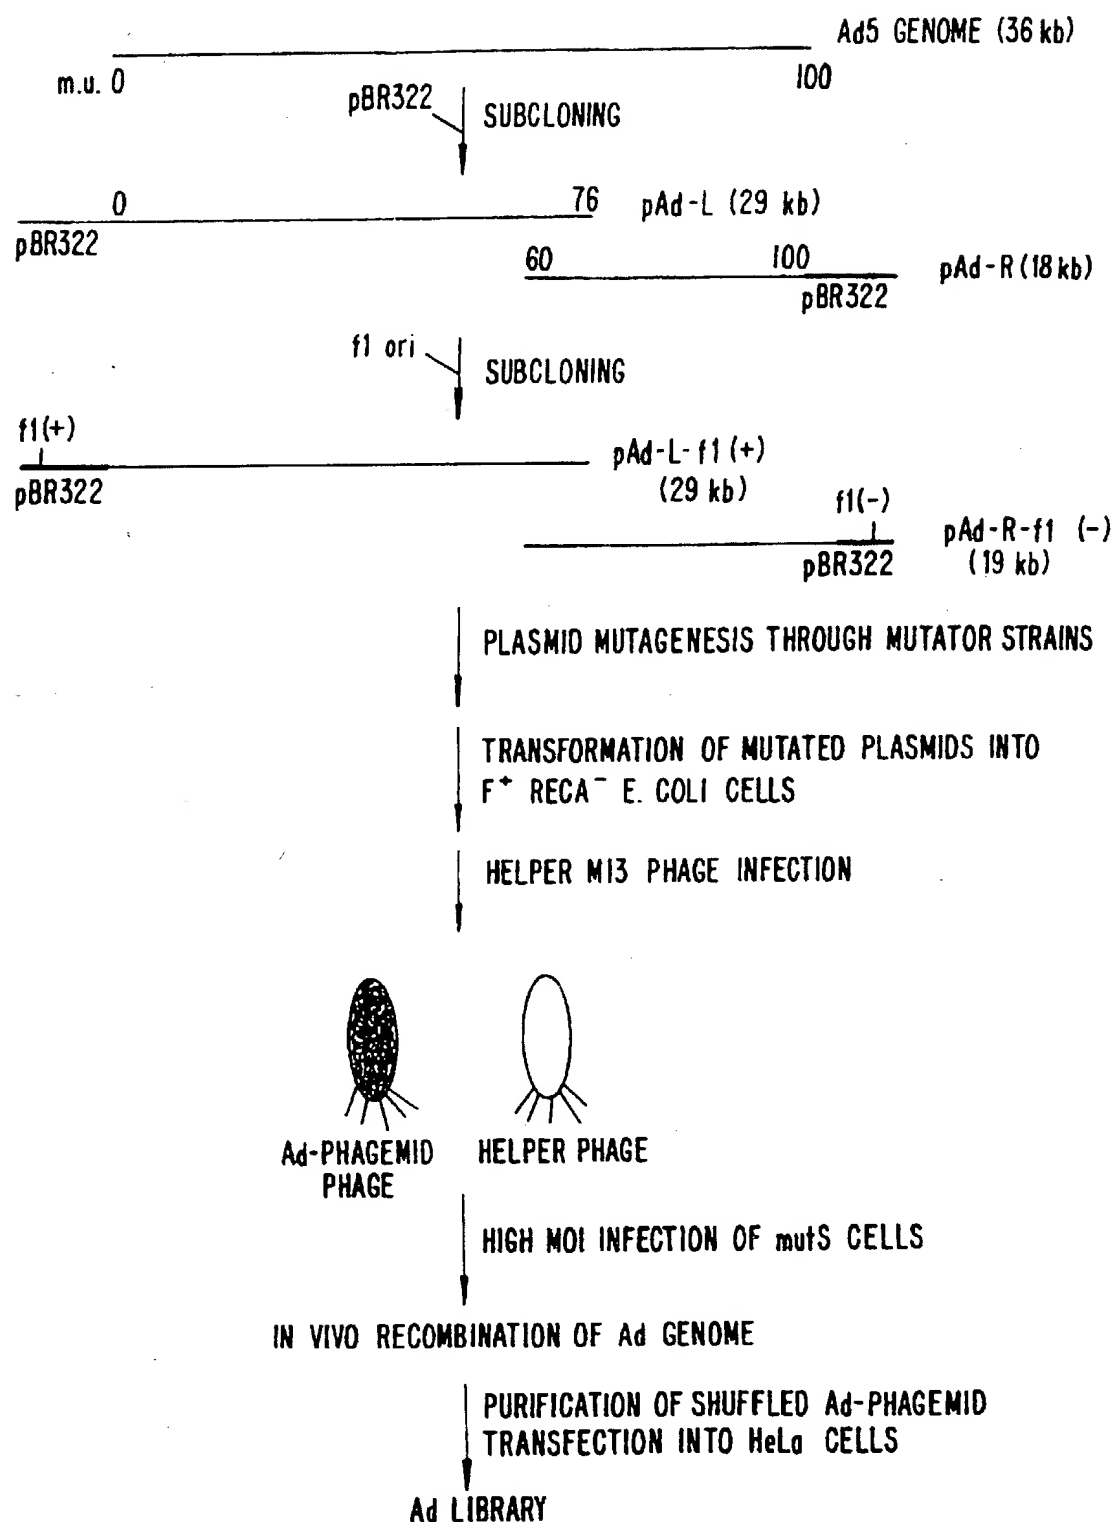 Ad5 GENOME (36 kb)
m.u. 0
100
pBR322
SUBCLONING
0
76
pAd-L (29 kb)
pBR322
60
100
pAd-R (18 kb)
pBR322
f1 ori
SUBCLONING
f1(+)
pBR322
pAd-L-f1 (+)
(29 kb)
f1(-)
pBR322
pAd-R-f1 (-)
(19 kb)
PLASMID MUTAGENESIS THROUGH MUTATOR STRAINS
TRANSFORMATION OF MUTATED PLASMIDS INTO
F⁺ RECA⁻ E. COLI CELLS
HELPER M13 PHAGE INFECTION
Ad-PHAGEMID
PHAGE
HELPER PHAGE
HIGH MOI INFECTION OF mutS CELLS
IN VIVO RECOMBINATION OF Ad GENOME
PURIFICATION OF SHUFFLED Ad-PHAGEMID
TRANSFECTION INTO HeLa CELLS
Ad LIBRARY